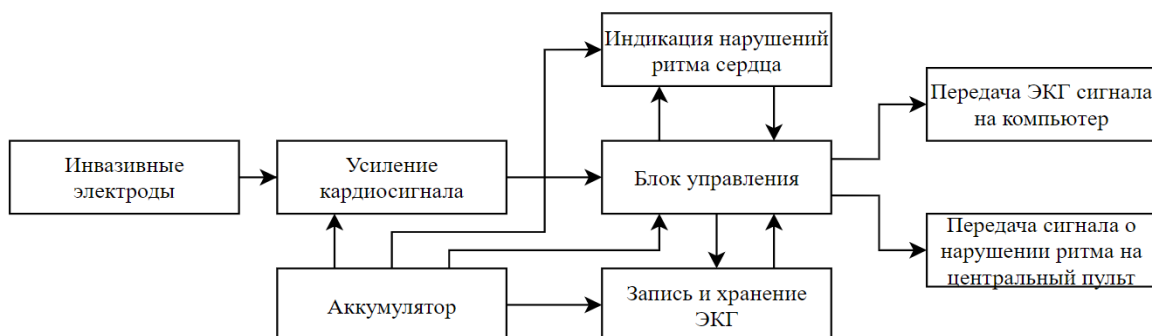 Индикация нарушений
ритма сердца
Передача ЭКГ сигнала
на компьютер
Инвазивные
электроды
Усиление
кардиосигнала
Блок управления
Передача сигнала о
нарушении ритма на
центральный пульт
Аккумулятор
Запись и хранение
ЭКГ